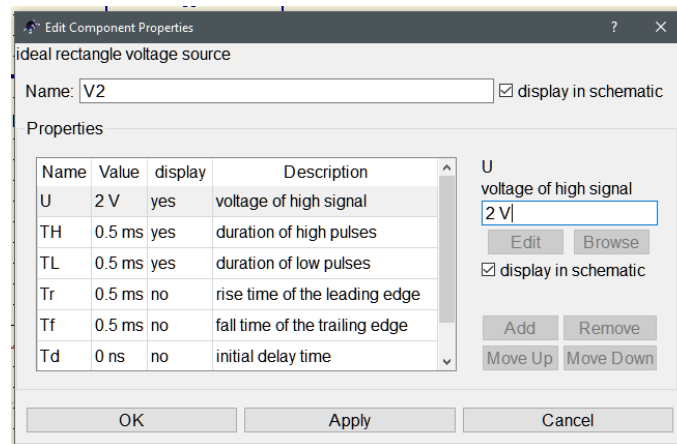 Edit Component Properties ? ×
ideal rectangle voltage source
Name: V2 display in schematic
Properties
Name Value display Description
U 2 V yes voltage of high signal
TH 0.5 ms yes duration of high pulses
TL 0.5 ms yes duration of low pulses
Tr 0.5 ms no rise time of the leading edge
Tf 0.5 ms no fall time of the trailing edge
Td 0 ns no initial delay time
U
voltage of high signal
2 V
Edit Browse
display in schematic
Add Remove
Move Up Move Down
OK Apply Cancel